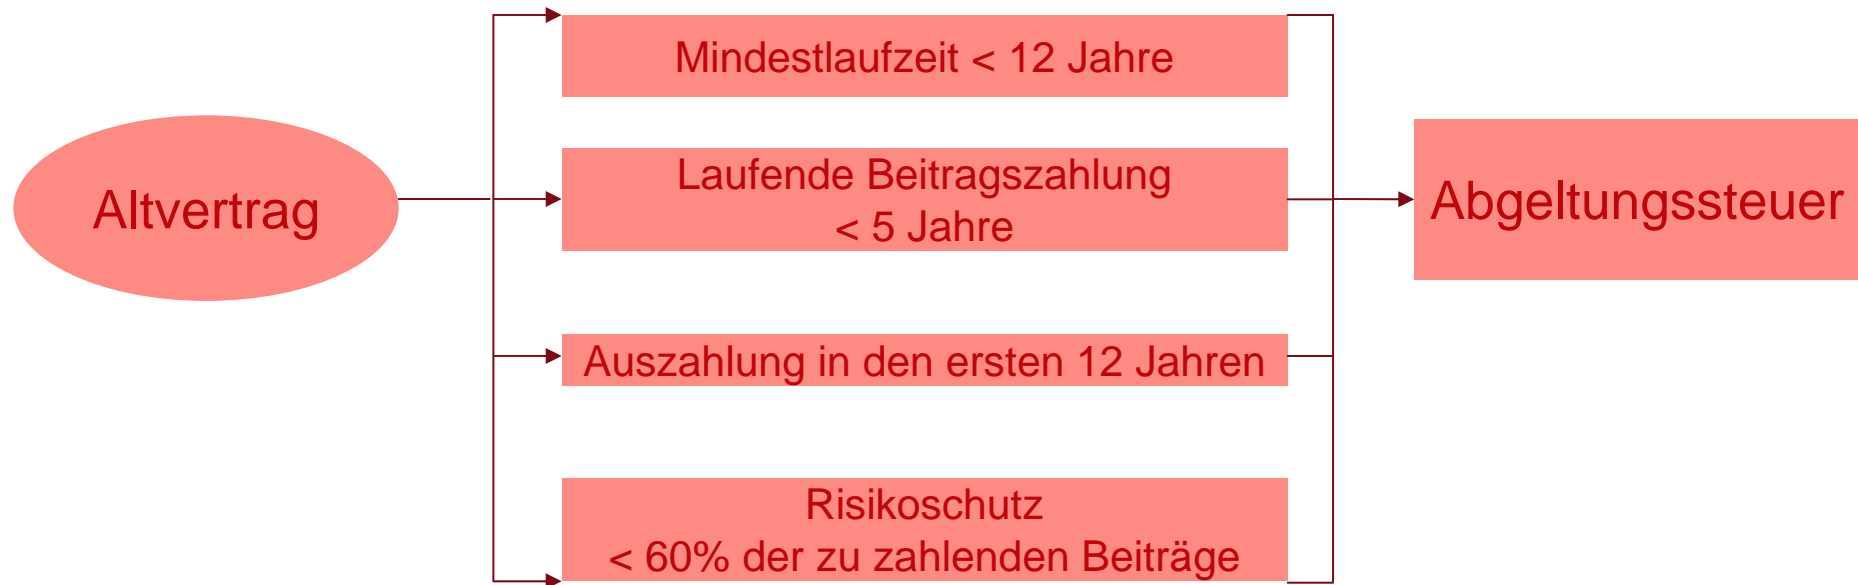 Altvertrag
Mindestlaufzeit < 12 Jahre
Laufende Beitragszahlung
< 5 Jahre
Auszahlung in den ersten 12 Jahren
Risikoschutz
< 60% der zu zahlenden Beiträge
Abgeltungssteuer